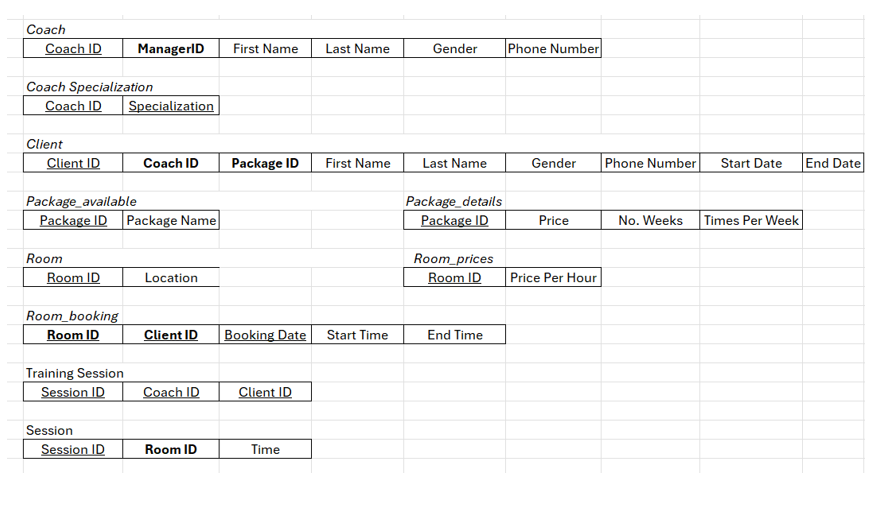 Coach
Coach ID ManagerID First Name Last Name Gender Phone Number
Coach Specialization
Coach ID Specialization
Client
Client ID Coach ID Package ID First Name Last Name Gender Phone Number Start Date End Date
Package_available Package_details
Package ID Package Name Package ID Price No. Weeks Times Per Week
Room Room_prices
Room ID Location Room ID Price Per Hour
Room_booking
Room ID Client ID Booking Date Start Time End Time
Training Session
Session ID Coach ID Client ID
Session
Session ID Room ID Time